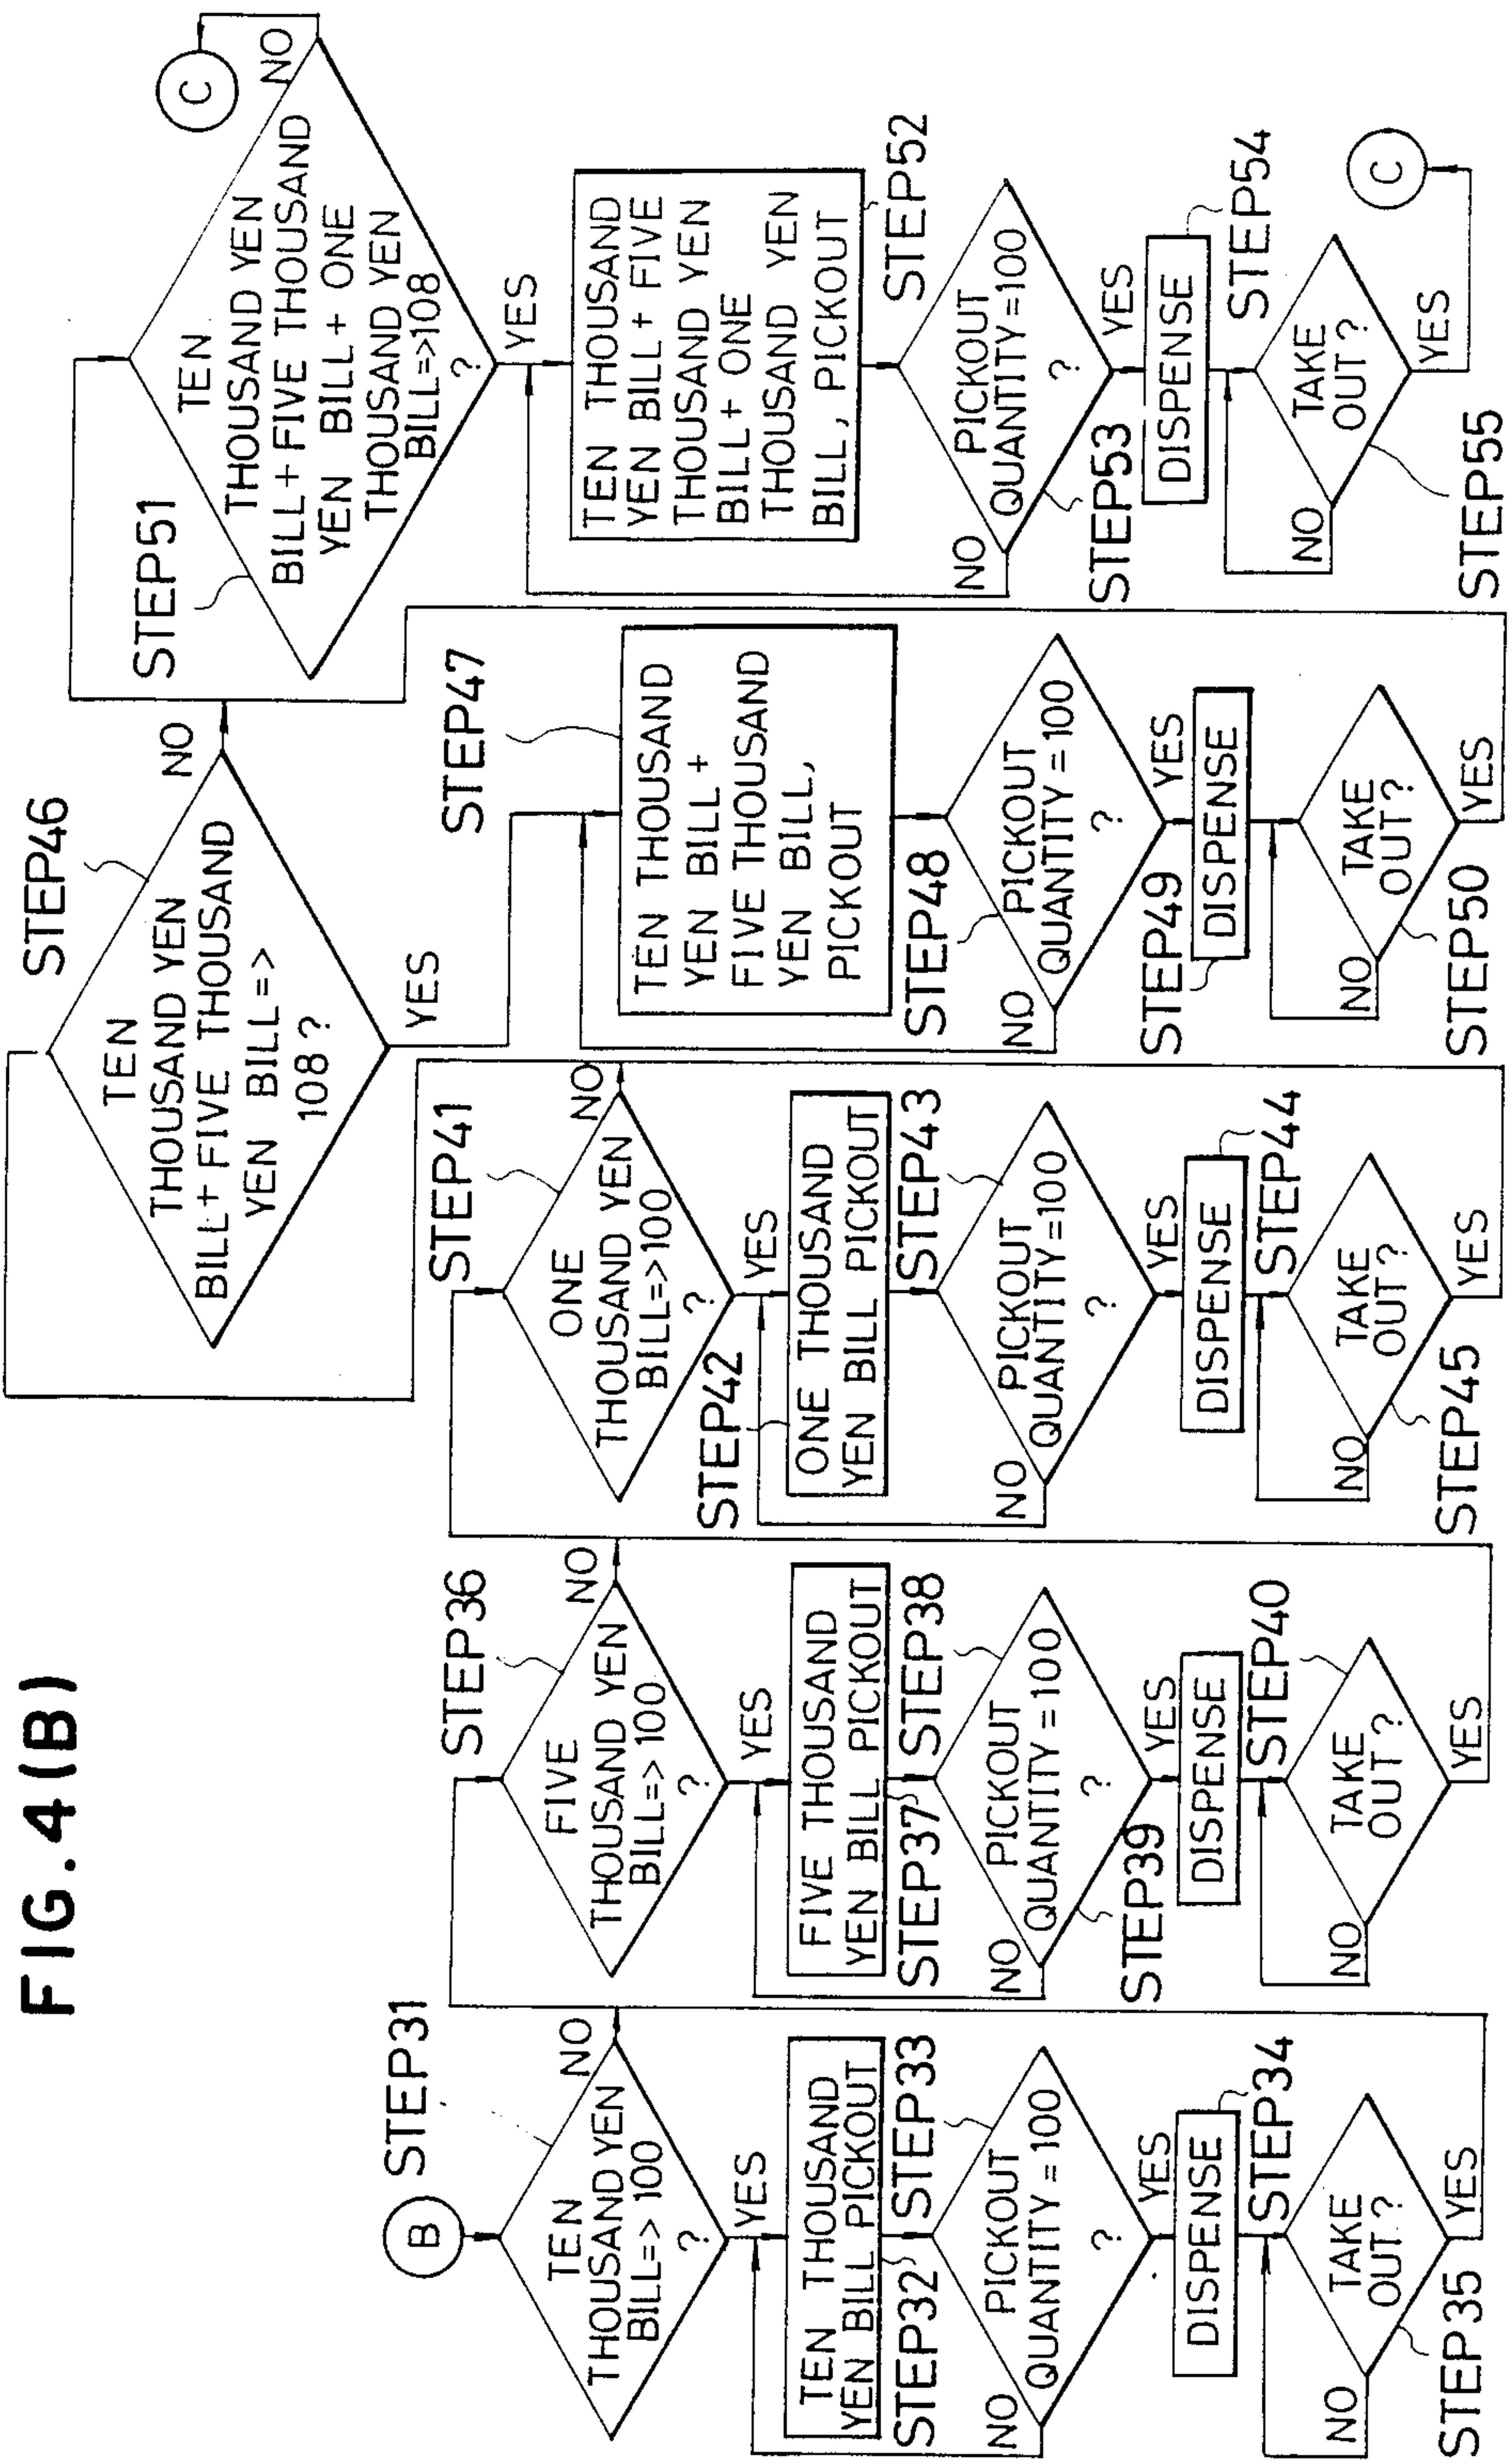 FIG.4(B)
B
STEP31
TEN
THOUSAND YEN
BILL=>100
?
NO
YES
TEN THOUSAND
YEN BILL PICKOUT
STEP32
STEP33
PICKOUT
QUANTITY=100
?
NO
YES
DISPENSE
STEP34
TAKE
OUT?
NO
YES
STEP35
STEP36
FIVE
THOUSAND YEN
BILL=>100
?
NO
YES
FIVE THOUSAND
YEN BILL PICKOUT
STEP37
STEP38
PICKOUT
QUANTITY=100
?
NO
YES
STEP39
DISPENSE
STEP40
TAKE
OUT?
NO
YES
STEP41
ONE
THOUSAND YEN
BILL=>100
?
NO
YES
STEP42
ONE THOUSAND
YEN BILL PICKOUT
STEP43
PICKOUT
QUANTITY=100
?
NO
YES
DISPENSE
STEP44
TAKE
OUT?
NO
YES
STEP45
STEP46
TEN
THOUSAND YEN
BILL+FIVE THOUSAND
YEN BILL=>
108?
NO
YES
STEP47
TEN THOUSAND
YEN BILL+
FIVE THOUSAND
YEN BILL,
PICKOUT
STEP48
PICKOUT
QUANTITY=100
?
NO
YES
STEP49
DISPENSE
TAKE
OUT?
NO
YES
STEP50
STEP51
TEN
THOUSAND YEN
BILL+FIVE THOUSAND
YEN BILL+ONE
THOUSAND YEN
BILL=>108
?
NO
C
YES
TEN THOUSAND
YEN BILL+FIVE
THOUSAND YEN
BILL+ONE
THOUSAND YEN
BILL, PICKOUT
STEP52
PICKOUT
QUANTITY=100
?
NO
YES
STEP53
DISPENSE
STEP54
TAKE
OUT?
NO
YES
STEP55
C